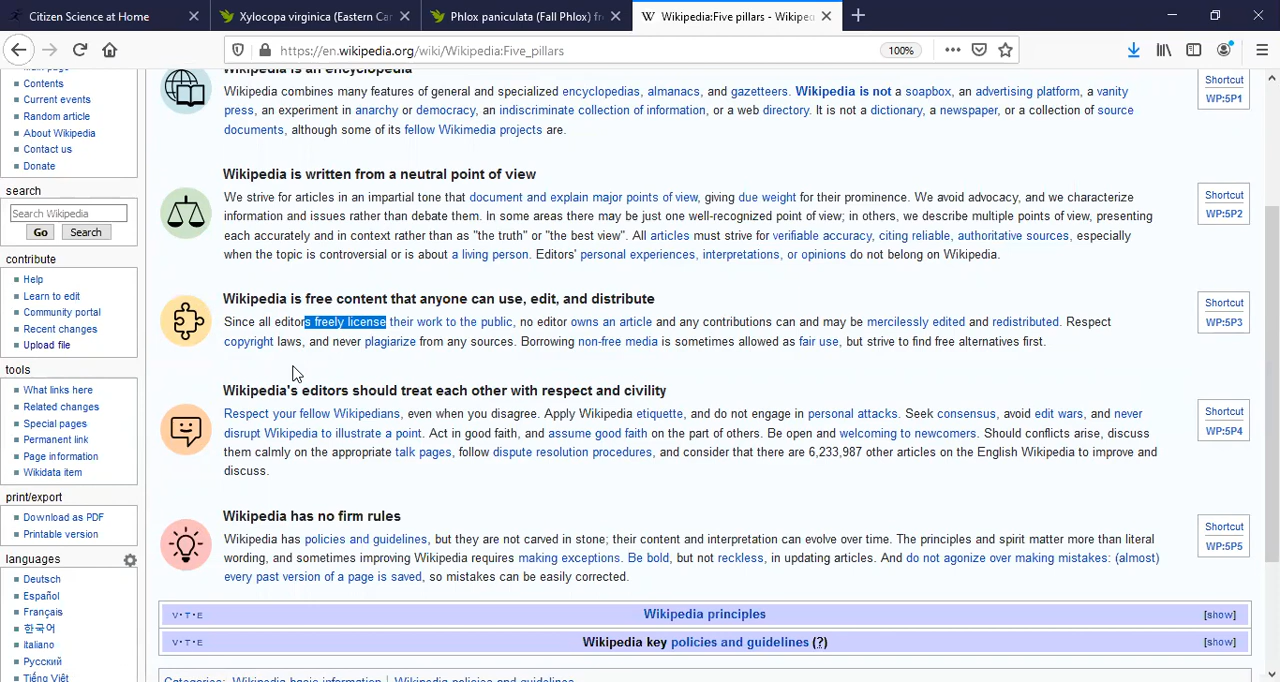 Citizen Science at Home
Xylocopa virginica (Eastern Car
Phlox paniculata (Fall Phlox) fr
W Wikipedia:Five pillars - Wikipedia
https://en.wikipedia.org/wiki/Wikipedia:Five_pillars
100%
Contents
Current events
Random article
About Wikipedia
Contact us
Donate
search
Search Wikipedia
Go Search
contribute
Help
Learn to edit
Community portal
Recent changes
Upload file
tools
What links here
Related changes
Special pages
Permanent link
Page information
Wikidata item
print/export
Download as PDF
Printable version
languages
Deutsch
Español
Français
한국어
Italiano
Русский
Tiếng Việt
Wikipedia is an encyclopedia
Wikipedia combines many features of general and specialized encyclopedias, almanacs, and gazetteers. Wikipedia is not a soapbox, an advertising platform, a vanity
press, an experiment in anarchy or democracy, an indiscriminate collection of information, or a web directory. It is not a dictionary, a newspaper, or a collection of source
documents, although some of its fellow Wikimedia projects are.
Shortcut
WP:5P1
Wikipedia is written from a neutral point of view
We strive for articles in an impartial tone that document and explain major points of view, giving due weight for their prominence. We avoid advocacy, and we characterize
information and issues rather than debate them. In some areas there may be just one well-recognized point of view; in others, we describe multiple points of view, presenting
each accurately and in context rather than as "the truth" or "the best view". All articles must strive for verifiable accuracy, citing reliable, authoritative sources, especially
when the topic is controversial or is about a living person. Editors' personal experiences, interpretations, or opinions do not belong on Wikipedia.
Shortcut
WP:5P2
Wikipedia is free content that anyone can use, edit, and distribute
Since all editors freely license their work to the public, no editor owns an article and any contributions can and may be mercilessly edited and redistributed. Respect
copyright laws, and never plagiarize from any sources. Borrowing non-free media is sometimes allowed as fair use, but strive to find free alternatives first.
Shortcut
WP:5P3
Wikipedia's editors should treat each other with respect and civility
Respect your fellow Wikipedians, even when you disagree. Apply Wikipedia etiquette, and do not engage in personal attacks. Seek consensus, avoid edit wars, and never
disrupt Wikipedia to illustrate a point. Act in good faith, and assume good faith on the part of others. Be open and welcoming to newcomers. Should conflicts arise, discuss
them calmly on the appropriate talk pages, follow dispute resolution procedures, and consider that there are 6,233,987 other articles on the English Wikipedia to improve and
discuss.
Shortcut
WP:5P4
Wikipedia has no firm rules
Wikipedia has policies and guidelines, but they are not carved in stone; their content and interpretation can evolve over time. The principles and spirit matter more than literal
wording, and sometimes improving Wikipedia requires making exceptions. Be bold, but not reckless, in updating articles. And do not agonize over making mistakes: (almost)
every past version of a page is saved, so mistakes can be easily corrected.
Shortcut
WP:5P5
V·T·E Wikipedia principles [show]
V·T·E Wikipedia key policies and guidelines (?) [show]
Categories: Wikipedia basic information | Wikipedia policies and guidelines